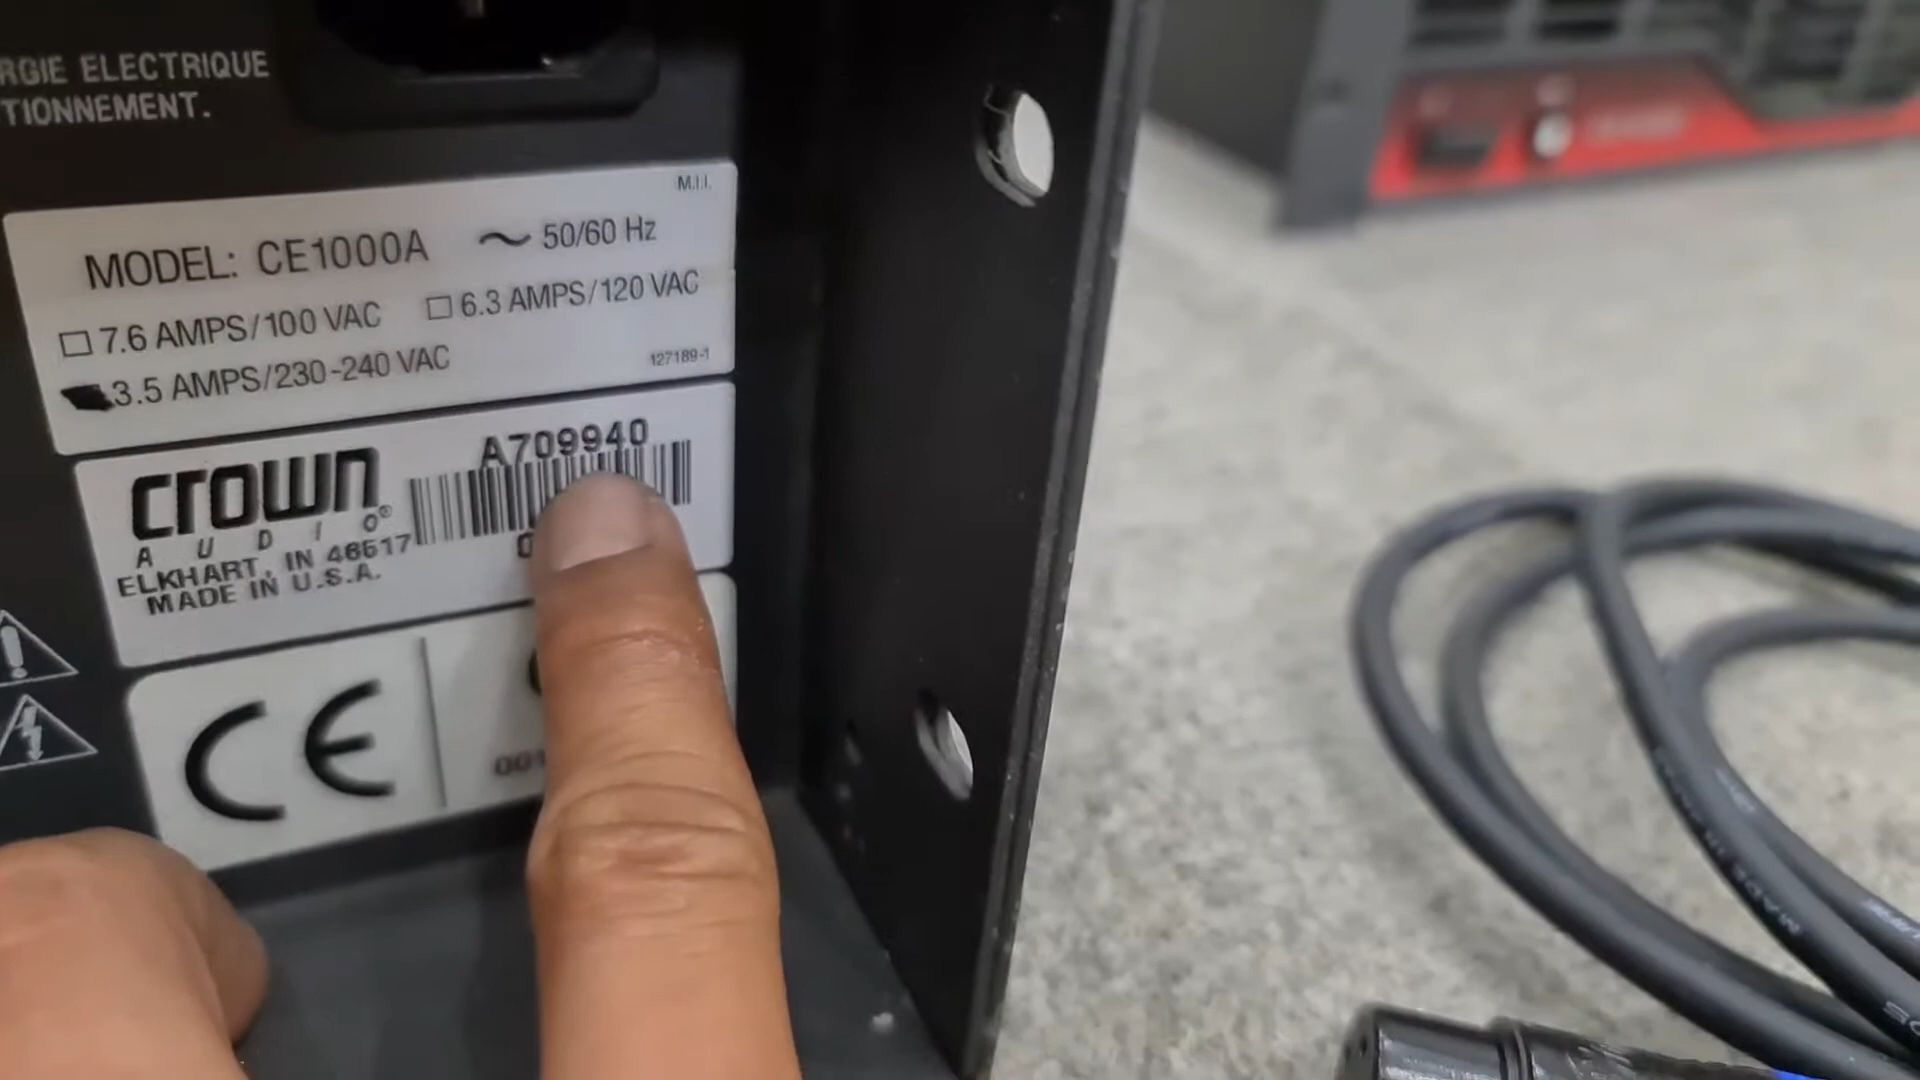 RGIE ELECTRIQUE
TIONNEMENT.
M.I.I.
MODEL: CE1000A ~ 50/60 Hz
7.6 AMPS/100 VAC 6.3 AMPS/120 VAC
3.5 AMPS/230-240 VAC 127189-1
crown
AUDIO®
ELKHART, IN 46517
MADE IN U.S.A.
A709940
CE
001